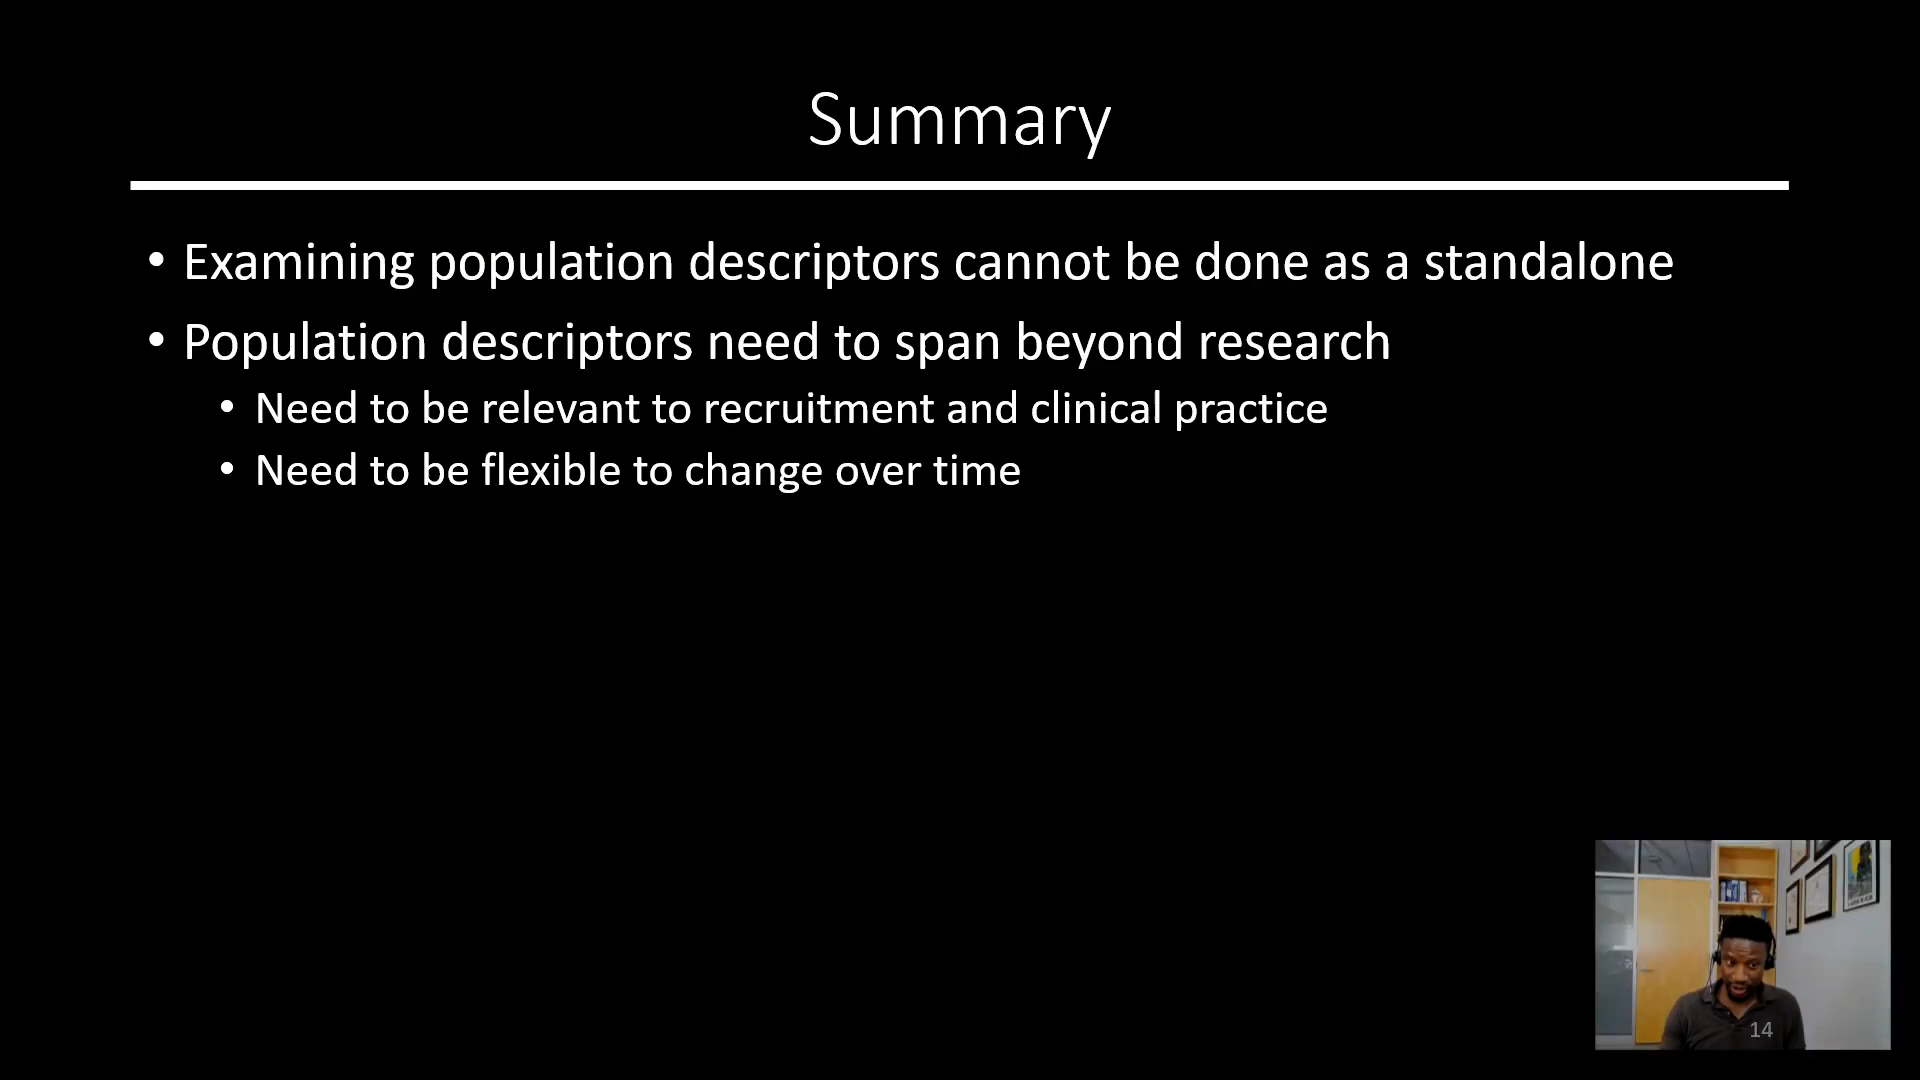 Summary
• Examining population descriptors cannot be done as a standalone
• Population descriptors need to span beyond research
• Need to be relevant to recruitment and clinical practice
• Need to be flexible to change over time
14